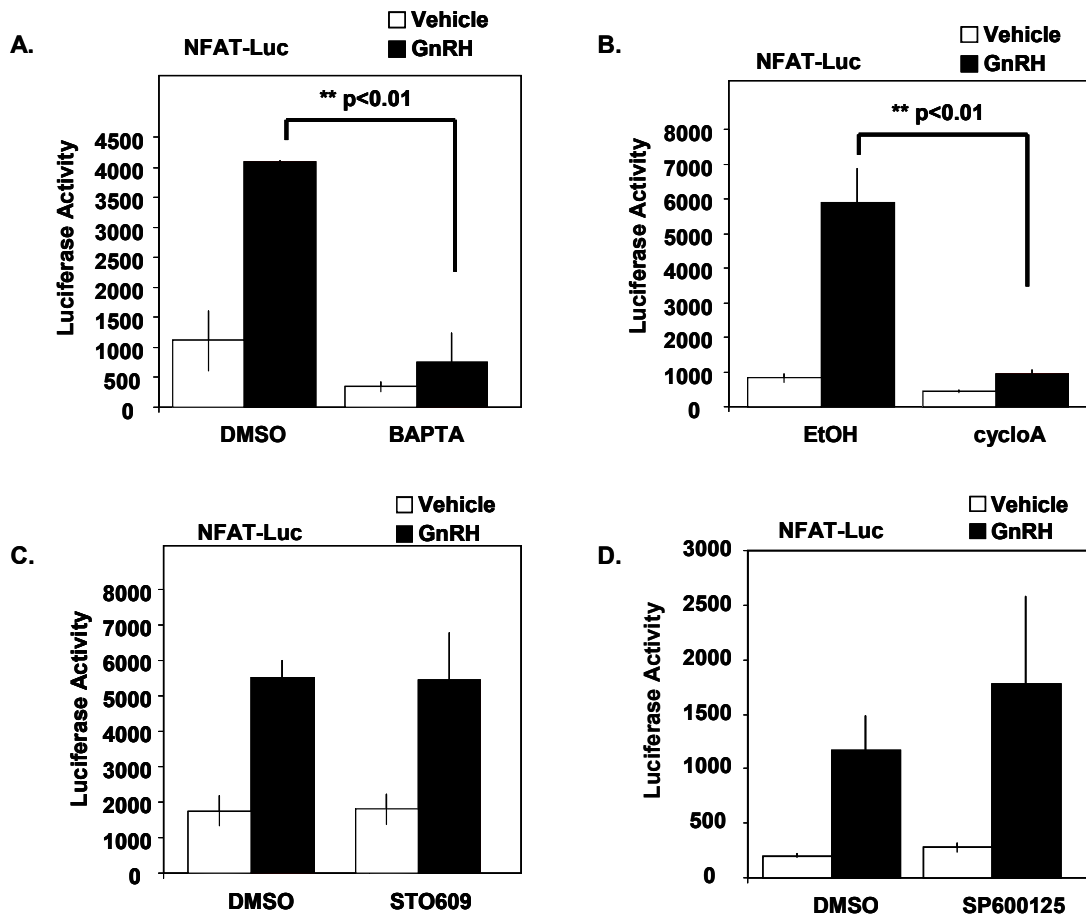 A.
NFAT-Luc
Vehicle
GnRH
** p<0.01
Luciferase Activity
4500
4000
3500
3000
2500
2000
1500
1000
500
0
DMSO
BAPTA
B.
NFAT-Luc
Vehicle
GnRH
** p<0.01
Luciferase Activity
8000
7000
6000
5000
4000
3000
2000
1000
0
EtOH
cycloA
C.
NFAT-Luc
Vehicle
GnRH
Luciferase Activity
8000
7000
6000
5000
4000
3000
2000
1000
0
DMSO
STO609
D.
NFAT-Luc
Vehicle
GnRH
Luciferase Activity
3000
2500
2000
1500
1000
500
0
DMSO
SP600125